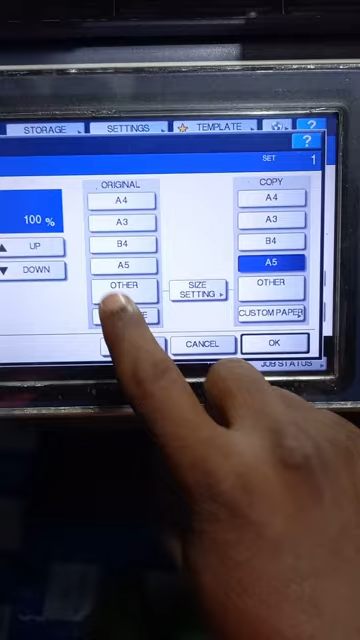 STORAGE SETTINGS TEMPLATE ?
?
SET 1
ORIGINAL COPY
100 % A4 A4
A3 A3
UP B4 B4
DOWN A5 A5
OTHER SIZE SETTING OTHER
CUSTOM PAPER
CANCEL OK
JOB STATUS